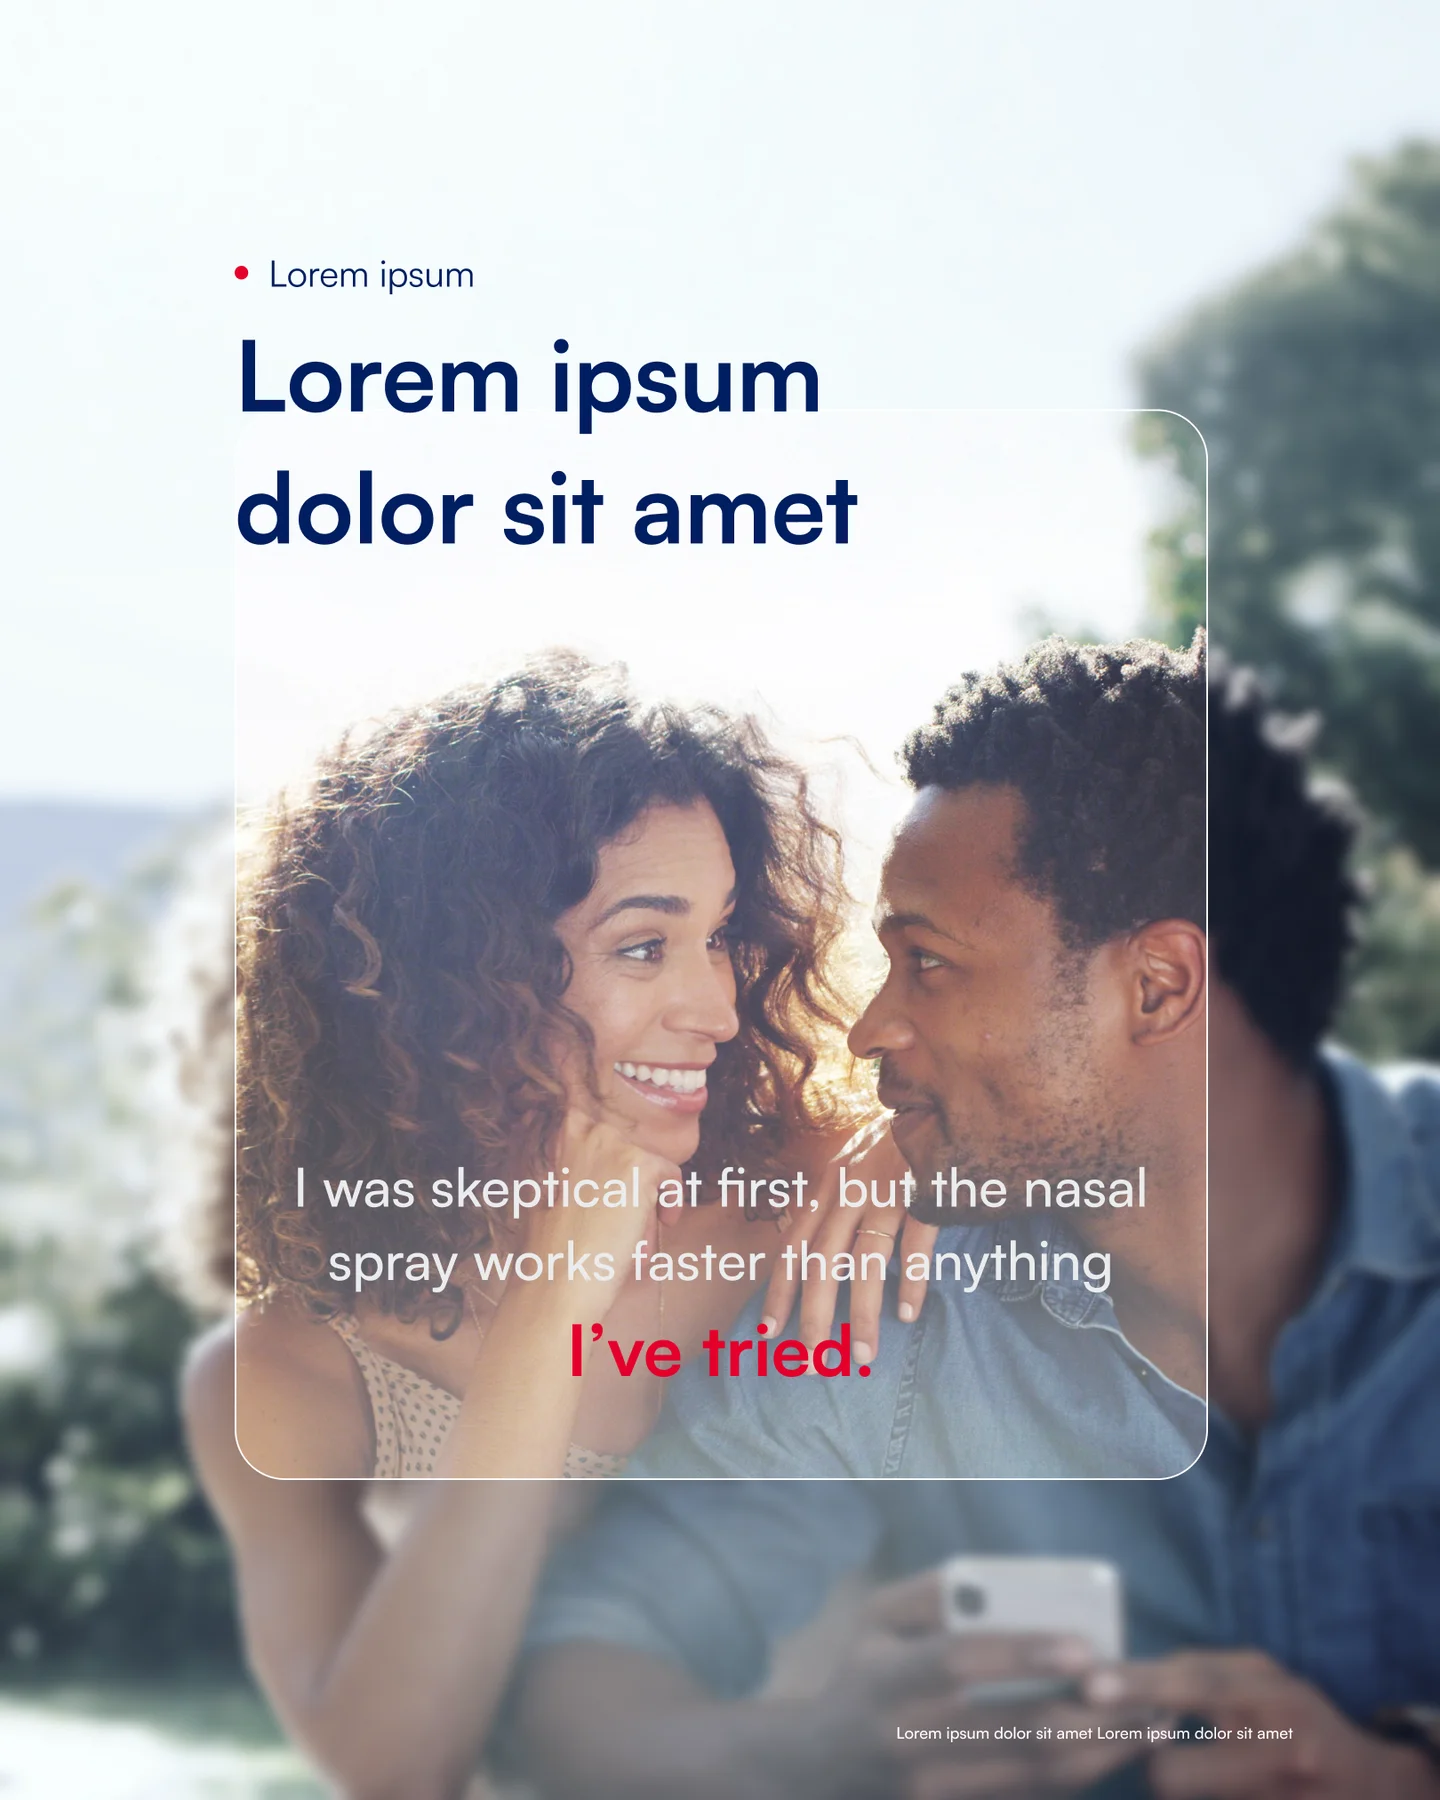 Lorem ipsum
Lorem ipsum
dolor sit amet
I was skeptical at first, but the nasal
spray works faster than anything
I’ve tried.
Lorem ipsum dolor sit amet Lorem ipsum dolor sit amet